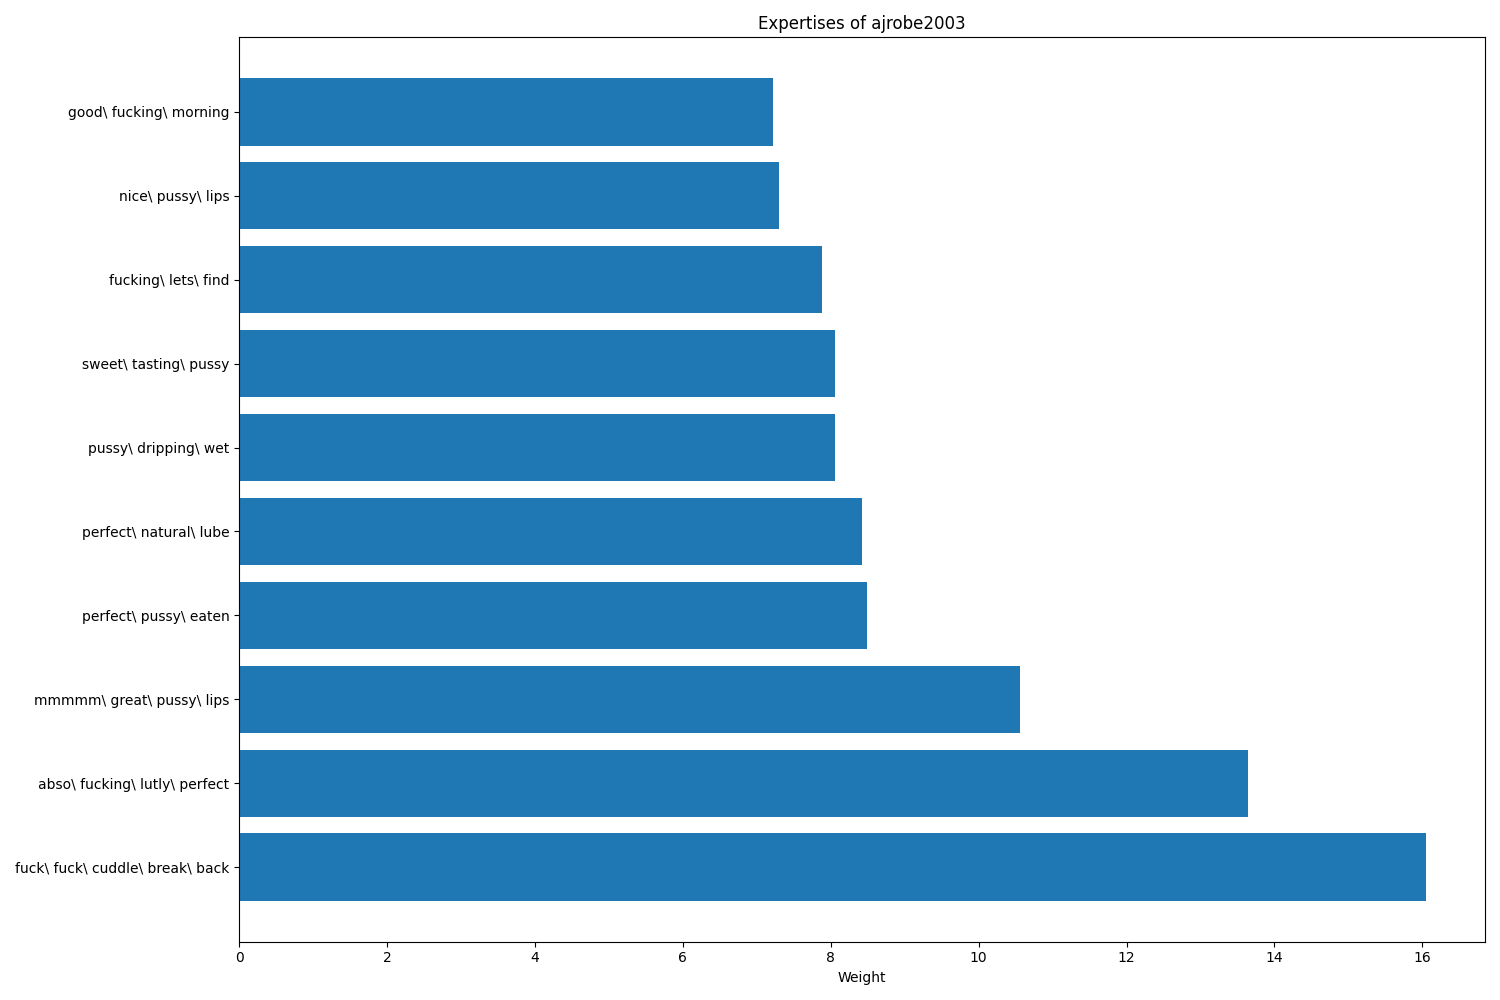 Expertises of ajrobe2003
good\ fucking\ morning
nice\ pussy\ lips
fucking\ lets\ find
sweet\ tasting\ pussy
pussy\ dripping\ wet
perfect\ natural\ lube
perfect\ pussy\ eaten
mmmmm\ great\ pussy\ lips
abso\ fucking\ lutly\ perfect
fuck\ fuck\ cuddle\ break\ back
0 2 4 6 8 10 12 14 16
Weight